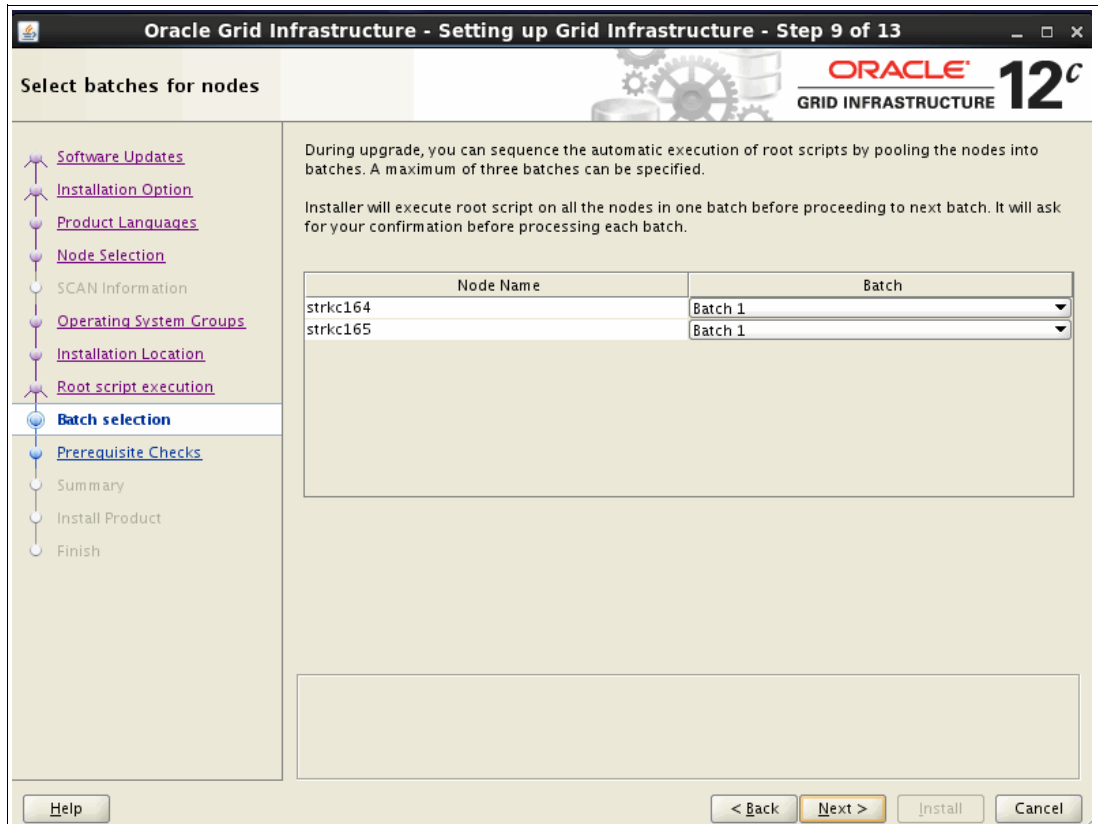 Oracle Grid Infrastructure - Setting up Grid Infrastructure - Step 9 of 13
Select batches for nodes
ORACLE
GRID INFRASTRUCTURE
12c
Software Updates
Installation Option
Product Languages
Node Selection
SCAN Information
Operating System Groups
Installation Location
Root script execution
Batch selection
Prerequisite Checks
Summary
Install Product
Finish
During upgrade, you can sequence the automatic execution of root scripts by pooling the nodes into
batches. A maximum of three batches can be specified.
Installer will execute root script on all the nodes in one batch before proceeding to next batch. It will ask
for your confirmation before processing each batch.
Node Name Batch
strkc164 Batch 1
strkc165 Batch 1
Help < Back Next > Install Cancel